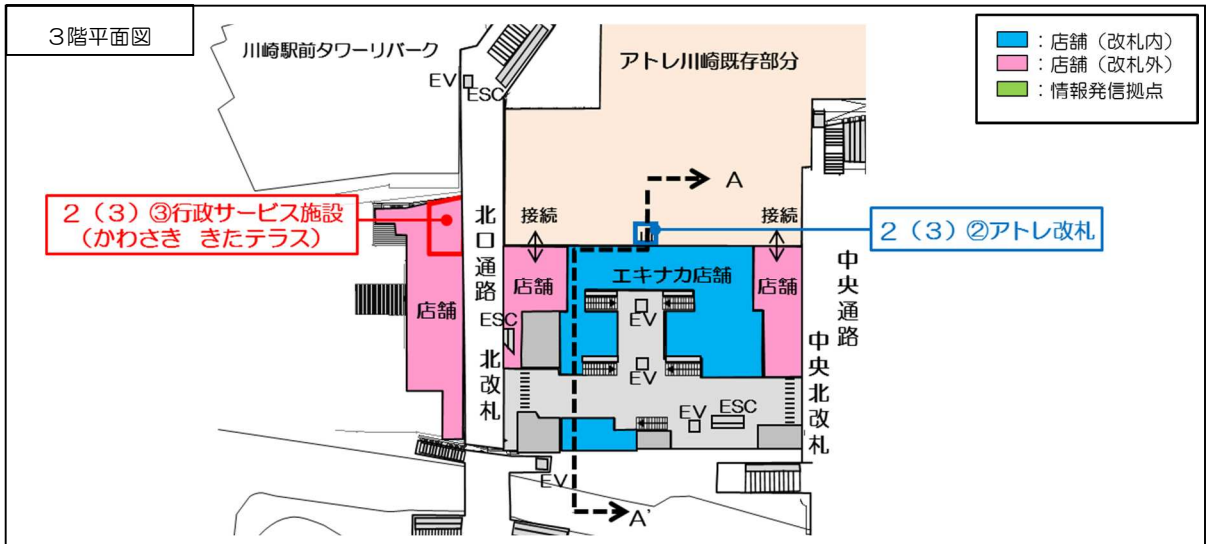 3階平面図
川崎駅前タワーリパーク
アトレ川崎既存部分
：店舗（改札内）
：店舗（改札外）
：情報発信拠点
EV
ESC
A
2（3）③行政サービス施設
（かわさき きたテラス）
北口通路
接続
接続
2（3）②アトレ改札
中央通路
店舗
店舗
エキナカ店舗
店舗
ESC
EV
北改札
EV
中央北改札
EV
ESC
EV
A'